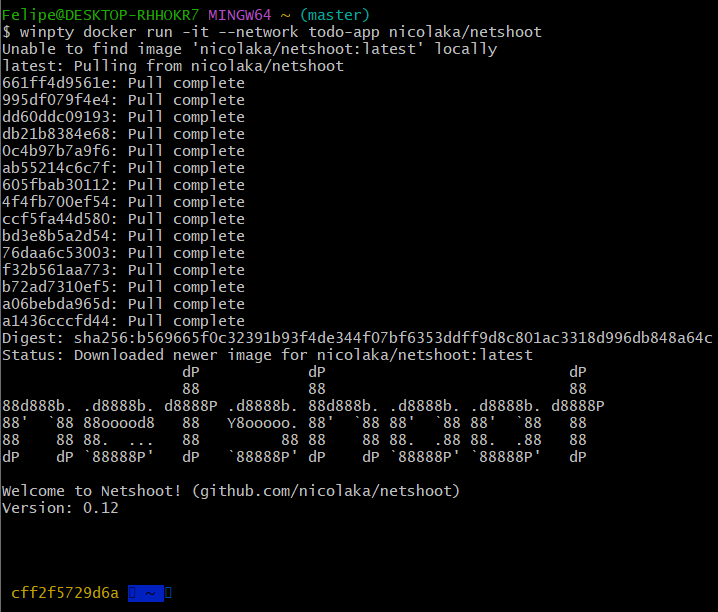 Felipe@DESKTOP-RHHOKR7 MINGW64 ~ (master)
$ winpty docker run -it --network todo-app nicolaka/netshoot
Unable to find image 'nicolaka/netshoot:latest' locally
latest: Pulling from nicolaka/netshoot
661ff4d9561e: Pull complete
995df079f4e4: Pull complete
dd60ddc09193: Pull complete
db21b8384e68: Pull complete
0c4b97b7a9f6: Pull complete
ab55214c6c7f: Pull complete
605fbab30112: Pull complete
4f4fb700ef54: Pull complete
ccf5fa44d580: Pull complete
bd3e8b5a2d54: Pull complete
76daa6c53003: Pull complete
f32b561aa773: Pull complete
b72ad7310ef5: Pull complete
a06bebda965d: Pull complete
a1436cccfd44: Pull complete
Digest: sha256:b569665f0c32391b93f4de344f07bf6353ddff9d8c801ac3318d996db848a64c
Status: Downloaded newer image for nicolaka/netshoot:latest
                    dP            dP                           dP
                    88            88                           88
88d888b. .d8888b. d8888P .d8888b. 88d888b. .d8888b. .d8888b. d8888P
88'  `88 88ooood8   88   Y8ooooo. 88'  `88 88'  `88 88'  `88   88
88    88 88.  ...   88         88 88    88 88.  .88 88.  .88   88
dP    dP `88888P'   dP   `88888P' dP    dP `88888P' `88888P'   dP
Welcome to Netshoot! (github.com/nicolaka/netshoot)
Version: 0.12
cff2f5729d6a ~